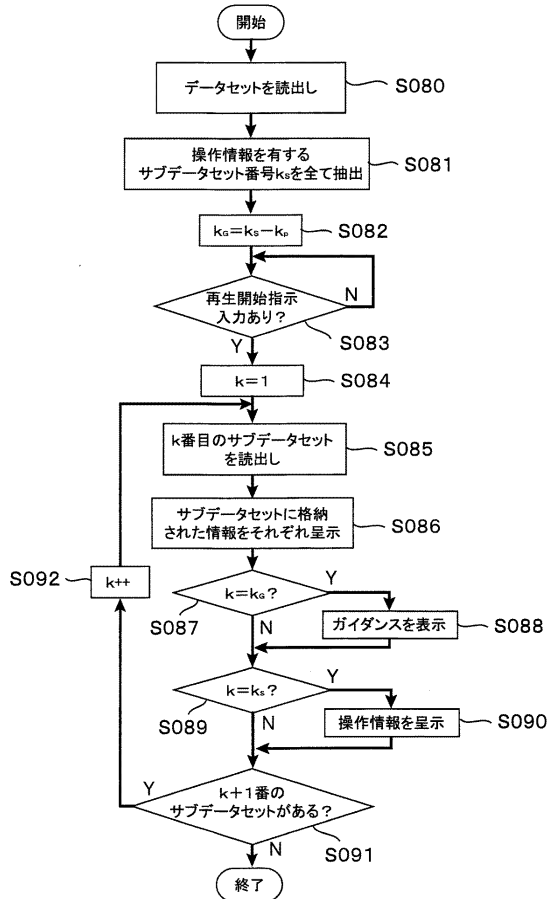 開始
データセットを読出し
S080
操作情報を有する
サブデータセット番号ksを全て抽出
S081
kG=kS-kp
S082
再生開始指示
入力あり?
N
S083
Y
k=1
S084
k番目のサブデータセット
を読出し
S085
サブデータセットに格納
された情報をそれぞれ呈示
S086
S092
k++
k=kG?
Y
S087
N
ガイダンスを表示
S088
k=ks?
Y
S089
N
操作情報を呈示
S090
Y
k+1番の
サブデータセットがある?
S091
N
終了